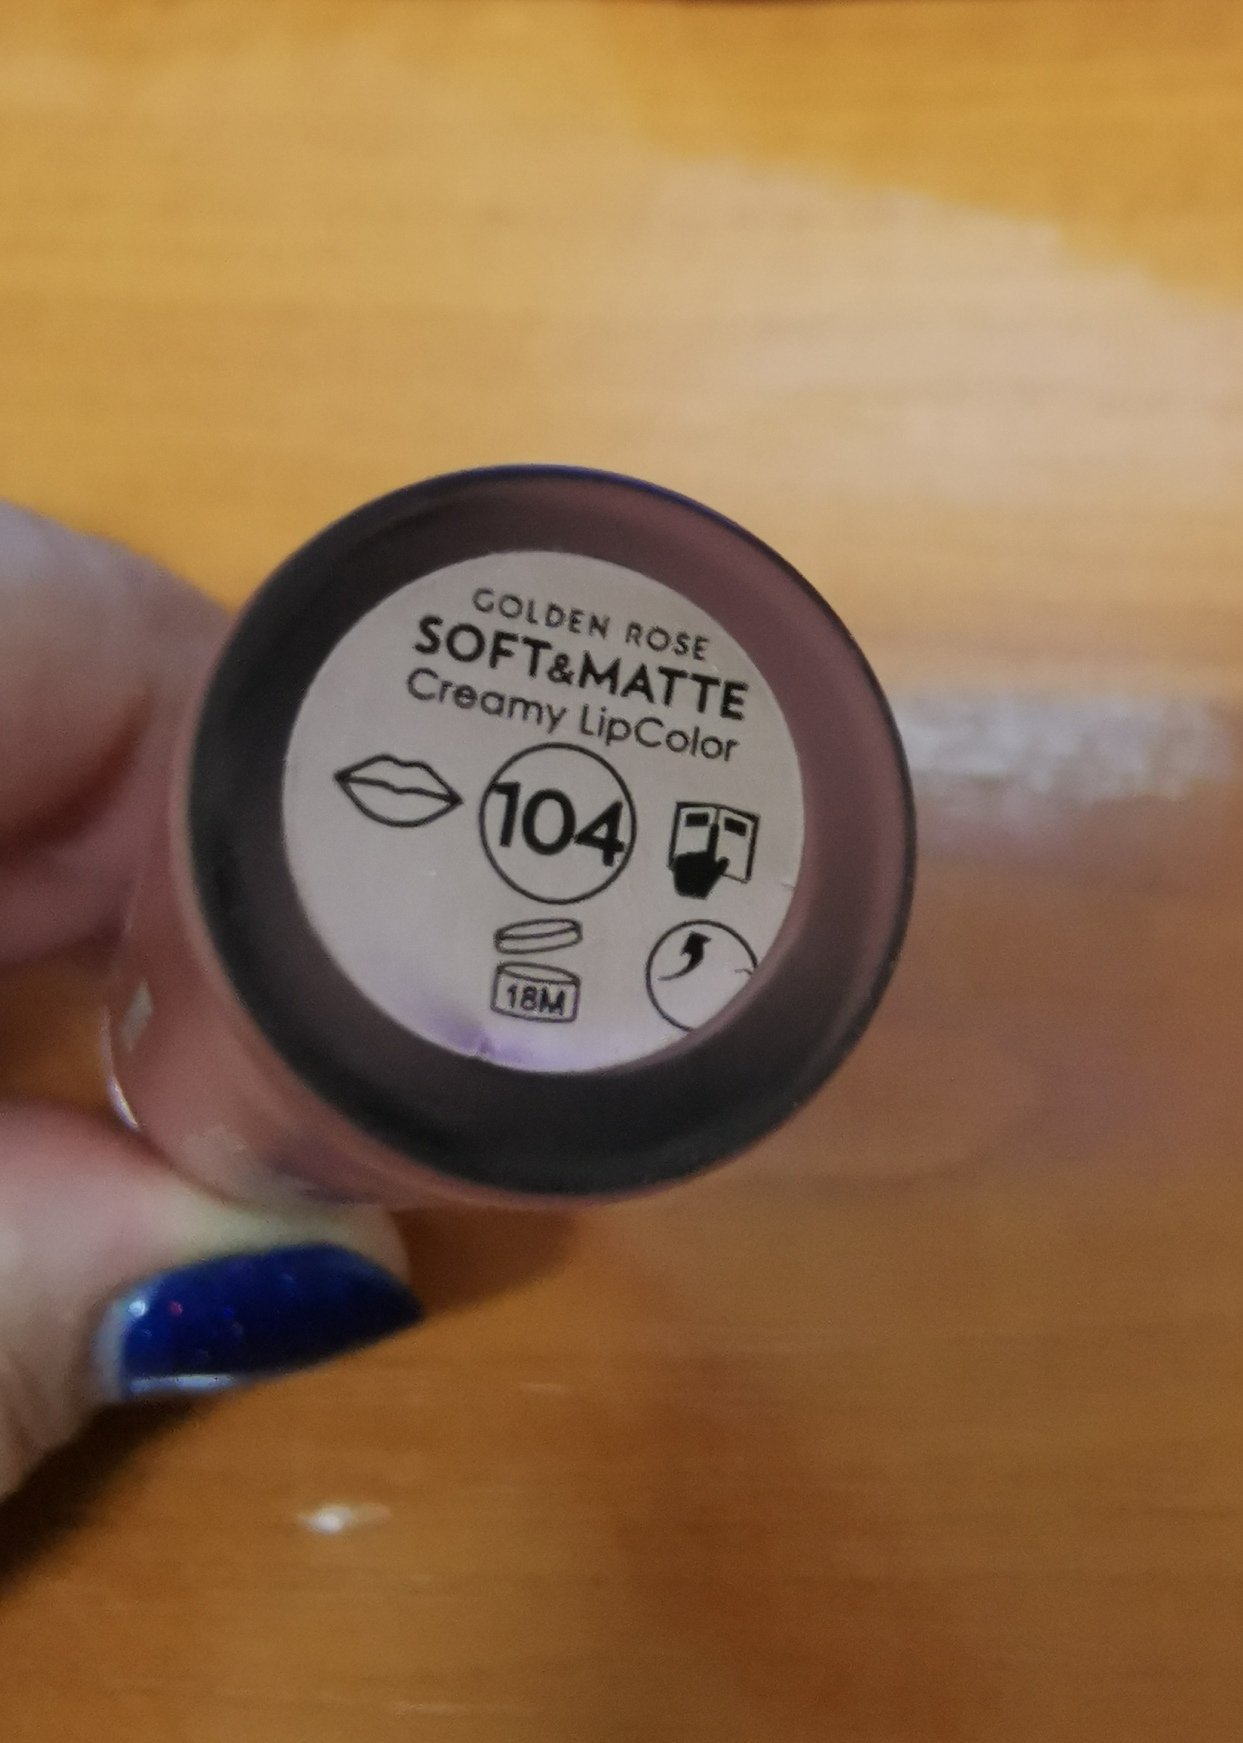 GOLDEN ROSE
SOFT&MATTE
Creamy LipColor
104
18M